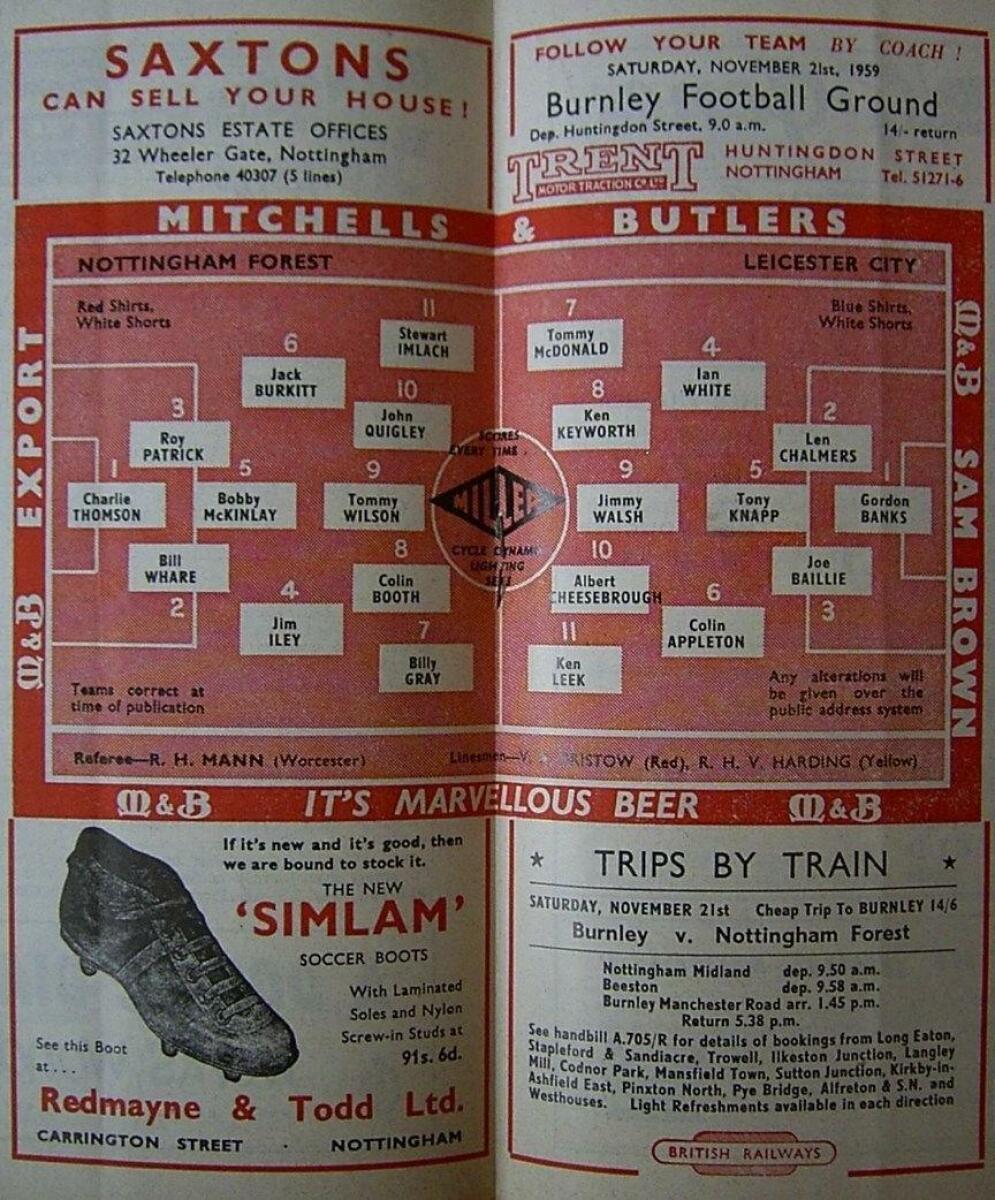 SAXTONS
CAN SELL YOUR HOUSE!
SAXTONS ESTATE OFFICES
32 Wheeler Gate, Nottingham
Telephone 40307 (5 lines)
FOLLOW YOUR TEAM BY COACH!
SATURDAY, NOVEMBER 21st, 1959
Burnley Football Ground
Dep. Huntingdon Street, 9.0 a.m. 14/- return
TRENT
MOTOR TRACTION CO. LTD
HUNTINGDON STREET
NOTTINGHAM Tel. 51271-6
MITCHELLS & BUTLERS
M&B EXPORT
M&B SAM BROWN
NOTTINGHAM FOREST
LEICESTER CITY
Red Shirts,
White Shorts
Blue Shirts,
White Shorts
11
Stewart
IMLACH
6
Jack
BURKITT
10
John
QUIGLEY
3
Roy
PATRICK
1
Charlie
THOMSON
5
Bobby
McKINLAY
9
Tommy
WILSON
Bill
WHARE
2
8
Colin
BOOTH
4
Jim
ILEY
7
Billy
GRAY
SCORES
EVERY TIME
MILLER
CYCLE DYNAMO
LIGHTING
SETS
7
Tommy
McDONALD
4
Ian
WHITE
8
Ken
KEYWORTH
2
Len
CHALMERS
9
Jimmy
WALSH
5
Tony
KNAPP
1
Gordon
BANKS
10
Albert
CHEESEBROUGH
Joe
BAILLIE
3
6
Colin
APPLETON
11
Ken
LEEK
Teams correct at
time of publication
Any alterations will
be given over the
public address system
Referee—R. H. MANN (Worcester)
Linesmen—V. RISTOW (Red), R. H. V. HARDING (Yellow)
M&B IT'S MARVELLOUS BEER M&B
If it's new and it's good, then
we are bound to stock it.
THE NEW
'SIMLAM'
SOCCER BOOTS
With Laminated
Soles and Nylon
Screw-in Studs at
91s. 6d.
See this Boot
at...
Redmayne & Todd Ltd.
CARRINGTON STREET · NOTTINGHAM
★ TRIPS BY TRAIN ★
SATURDAY, NOVEMBER 21st Cheap Trip To BURNLEY 14/6
Burnley v. Nottingham Forest
Nottingham Midland dep. 9.50 a.m.
Beeston dep. 9.58 a.m.
Burnley Manchester Road arr. 1.45 p.m.
Return 5.38 p.m.
See handbill A.705/R for details of bookings from Long Eaton,
Stapleford & Sandiacre, Trowell, Ilkeston Junction, Langley
Mill, Codnor Park, Mansfield Town, Sutton Junction, Kirkby-in-
Ashfield East, Pinxton North, Pye Bridge, Alfreton & S.N. and
Westhouses. Light Refreshments available in each direction
BRITISH RAILWAYS